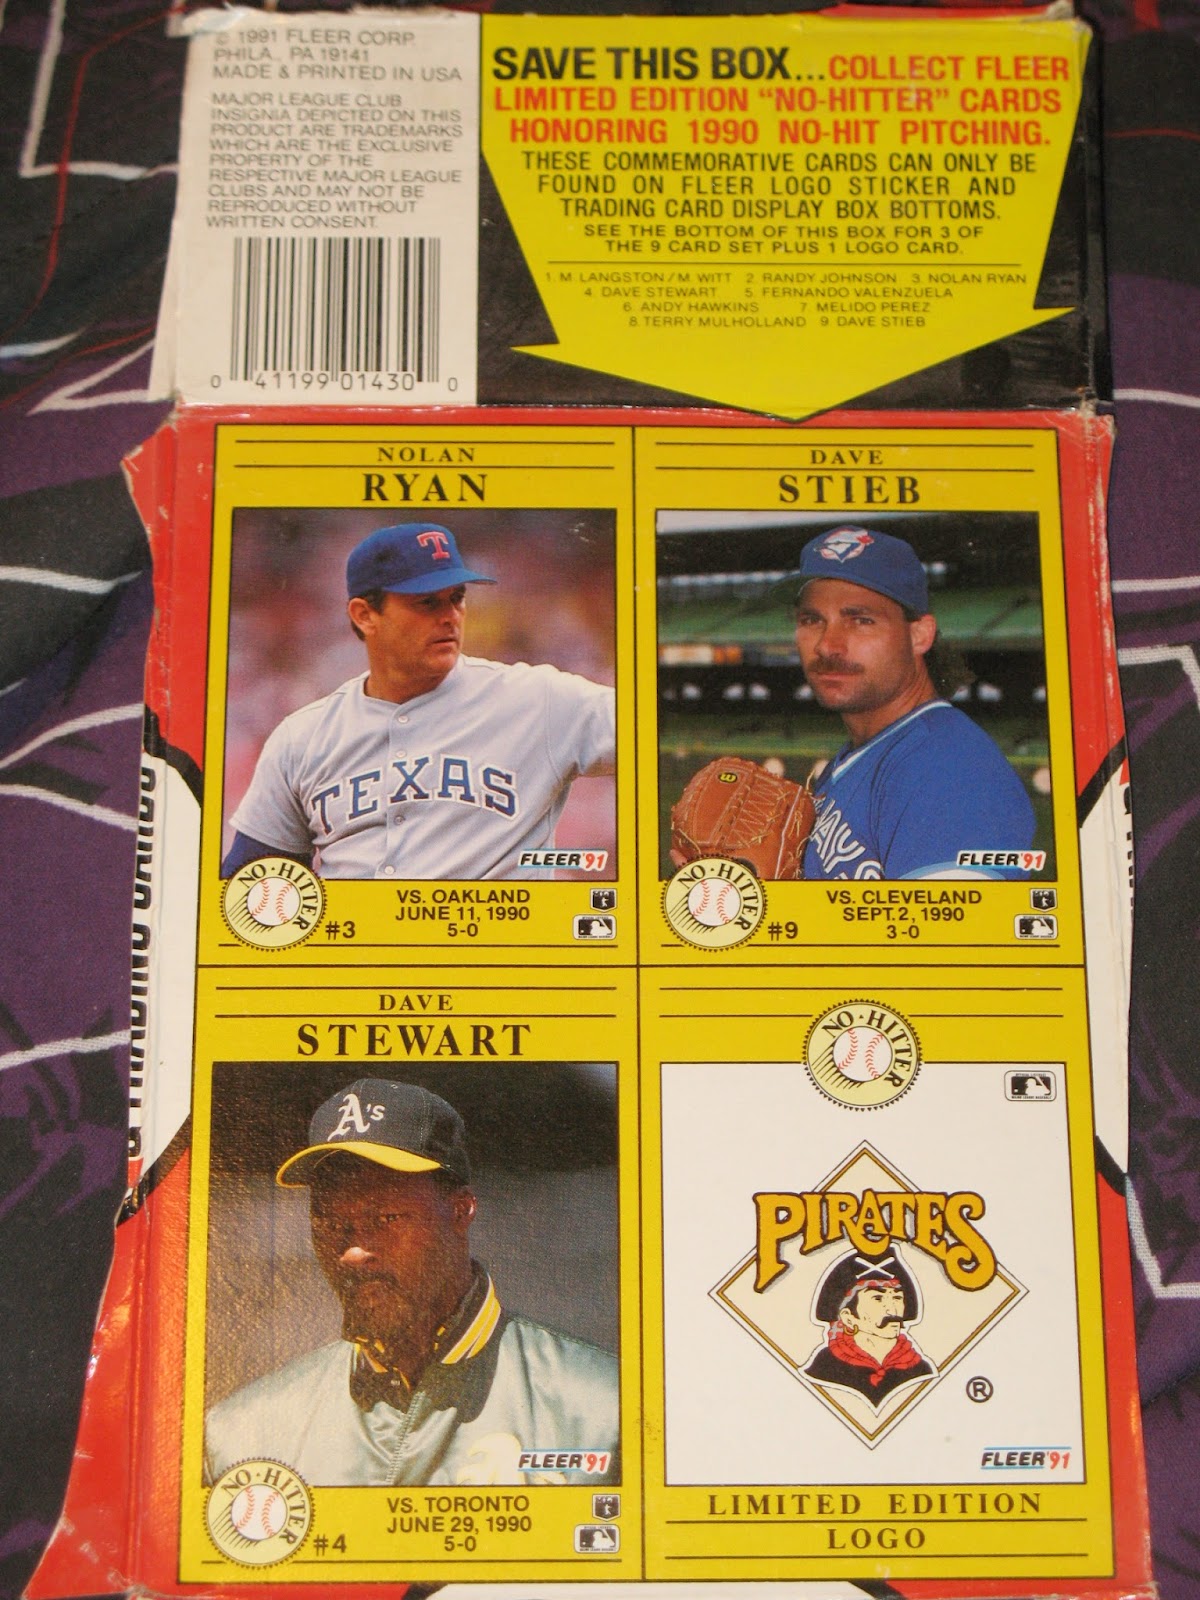 © 1991 FLEER CORP.
PHILA., PA 19141
MADE & PRINTED IN USA
MAJOR LEAGUE CLUB
INSIGNIA DEPICTED ON THIS
PRODUCT ARE TRADEMARKS
WHICH ARE THE EXCLUSIVE
PROPERTY OF THE
RESPECTIVE MAJOR LEAGUE
CLUBS AND MAY NOT BE
REPRODUCED WITHOUT
WRITTEN CONSENT.
0 41199 01430 0
SAVE THIS BOX...COLLECT FLEER
LIMITED EDITION "NO-HITTER" CARDS
HONORING 1990 NO-HIT PITCHING.
THESE COMMEMORATIVE CARDS CAN ONLY BE
FOUND ON FLEER LOGO STICKER AND
TRADING CARD DISPLAY BOX BOTTOMS.
SEE THE BOTTOM OF THIS BOX FOR 3 OF
THE 9 CARD SET PLUS 1 LOGO CARD.
1. M. LANGSTON/M. WITT 2 RANDY JOHNSON 3. NOLAN RYAN
4. DAVE STEWART 5. FERNANDO VALENZUELA
6. ANDY HAWKINS 7. MELIDO PEREZ
8. TERRY MULHOLLAND 9 DAVE STIEB
NOLAN
RYAN
T
TEXAS
FLEER '91
NO·HITTER
#3
VS. OAKLAND
JUNE 11, 1990
5-0
DAVE
STIEB
W
FLEER '91
NO·HITTER
#9
VS. CLEVELAND
SEPT. 2, 1990
3-0
DAVE
STEWART
A's
FLEER '91
NO·HITTER
#4
VS. TORONTO
JUNE 29, 1990
5-0
NO·HITTER
PIRATES
®
FLEER '91
LIMITED EDITION
LOGO
TRADING CARDS